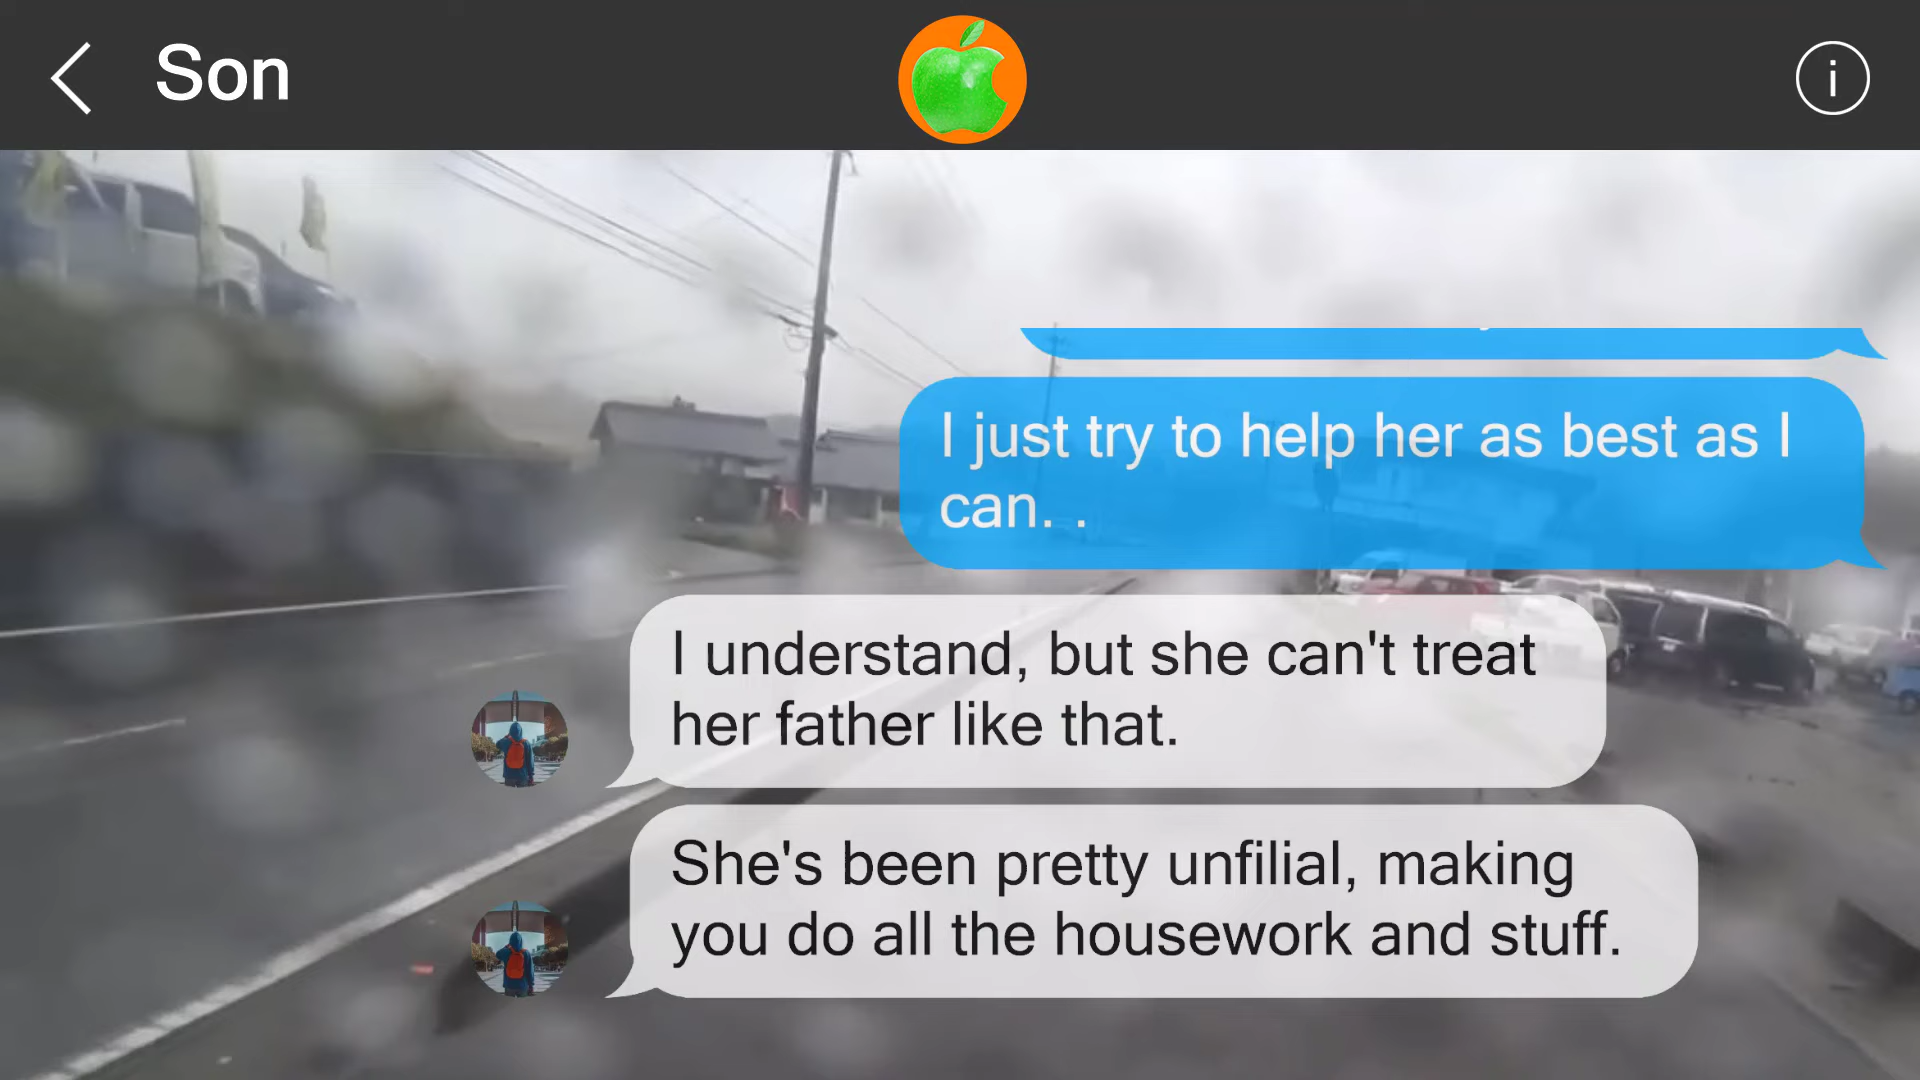 Son
I just try to help her as best as I
can. .
I understand, but she can't treat
her father like that.
She's been pretty unfilial, making
you do all the housework and stuff.